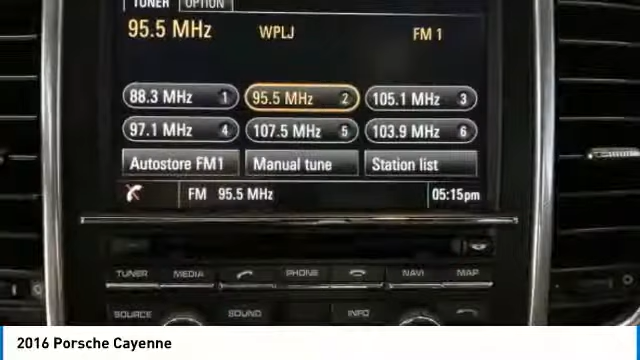 TUNER OPTION
95.5 MHz WPLJ FM 1
88.3 MHz 1 95.5 MHz 2 105.1 MHz 3
97.1 MHz 4 107.5 MHz 5 103.9 MHz 6
Autostore FM1 Manual tune Station list
FM 95.5 MHz 05:15pm
TUNER MEDIA PHONE NAVI MAP
SOURCE SOUND INFO
2016 Porsche Cayenne